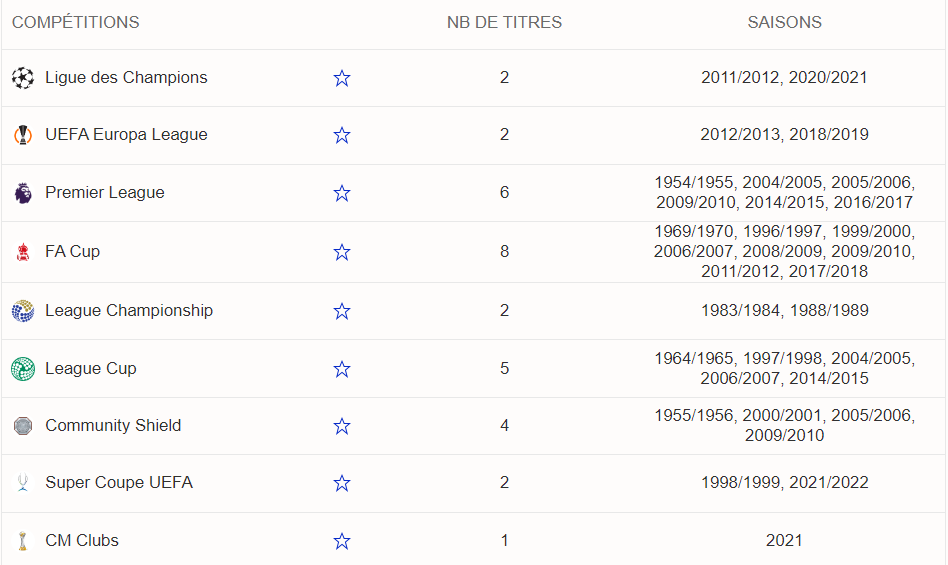 COMPÉTITIONS NB DE TITRES SAISONS
Ligue des Champions 2 2011/2012, 2020/2021
UEFA Europa League 2 2012/2013, 2018/2019
Premier League 6 1954/1955, 2004/2005, 2005/2006,
2009/2010, 2014/2015, 2016/2017
FA Cup 8 1969/1970, 1996/1997, 1999/2000,
2006/2007, 2008/2009, 2009/2010,
2011/2012, 2017/2018
League Championship 2 1983/1984, 1988/1989
League Cup 5 1964/1965, 1997/1998, 2004/2005,
2006/2007, 2014/2015
Community Shield 4 1955/1956, 2000/2001, 2005/2006,
2009/2010
Super Coupe UEFA 2 1998/1999, 2021/2022
CM Clubs 1 2021